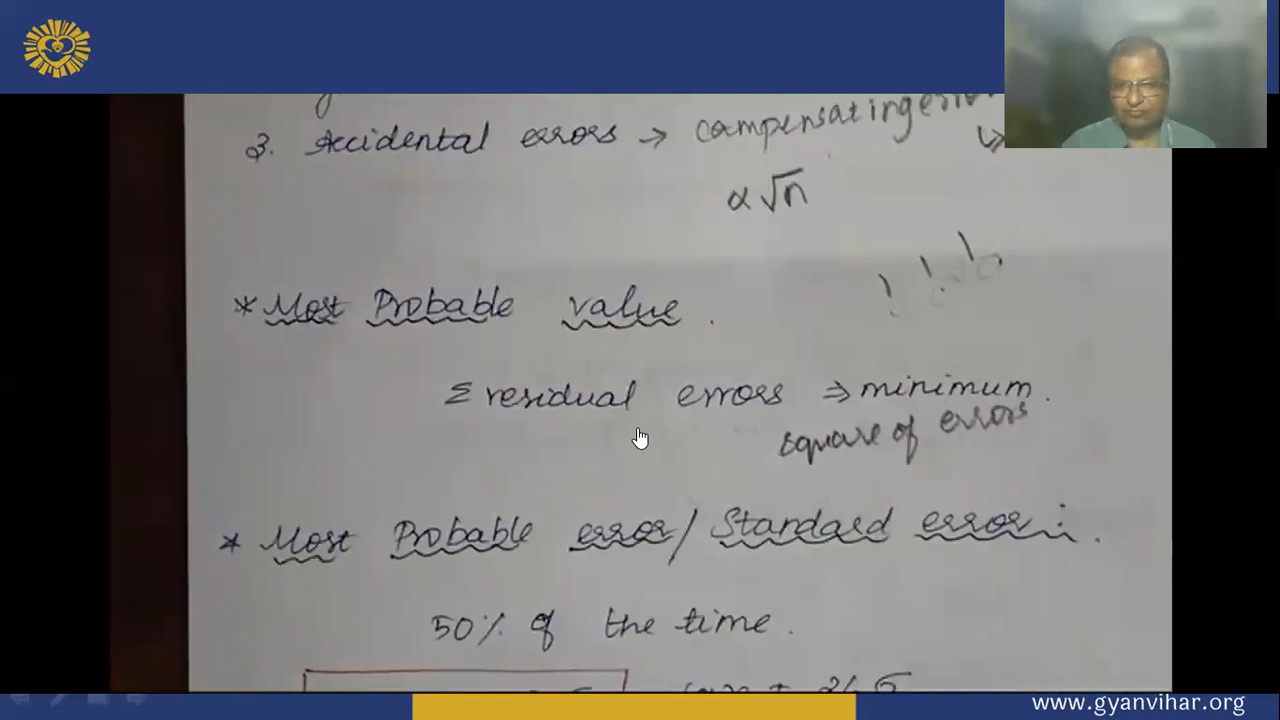 3. Accidental errors → compensating
∝ √n
* Most Probable value .
Σ residual errors ⇒ minimum .
square of errors
* Most Probable error / Standard error : .
50% of the time .
www.gyanvihar.org